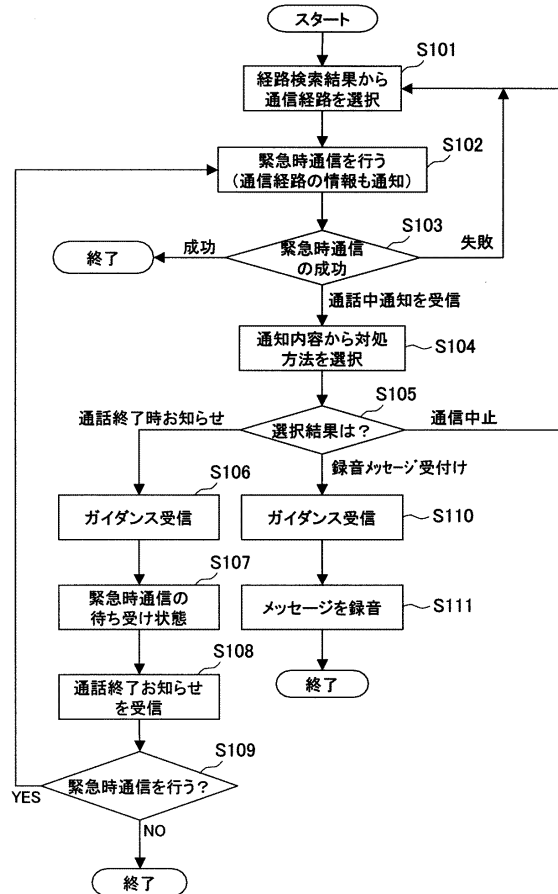 スタート
S101
経路検索結果から
通信経路を選択
S102
緊急時通信を行う
(通信経路の情報も通知)
S103
緊急時通信
の成功
成功
失敗
終了
通話中通知を受信
S104
通知内容から対処
方法を選択
S105
選択結果は?
通話終了時お知らせ
通信中止
録音メッセージ受付け
S106
ガイダンス受信
S110
ガイダンス受信
S107
緊急時通信の
待ち受け状態
S111
メッセージを録音
終了
S108
通話終了お知らせ
を受信
S109
緊急時通信を行う?
YES
NO
終了